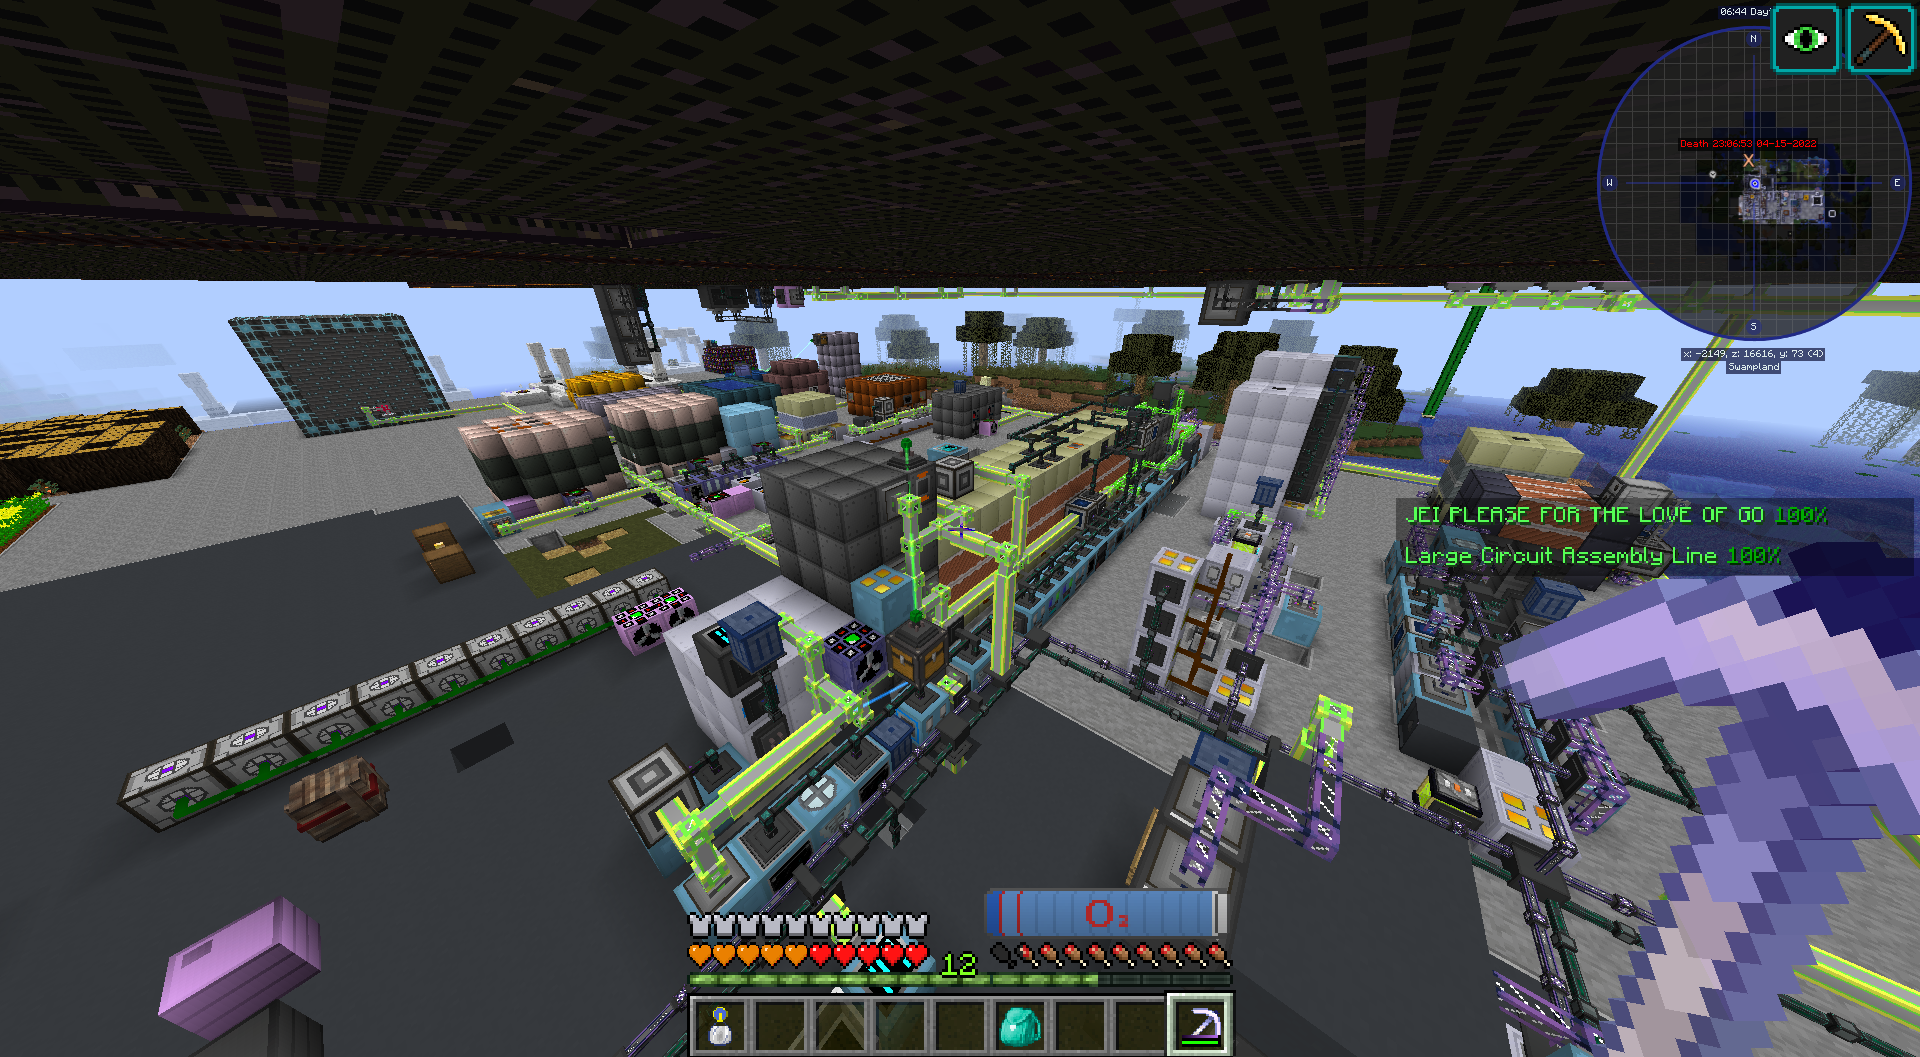 06:44 Day
N
Death 23:06:53 04-15-2022
X
W
E
S
x: -2149, z: 16616, y: 73 (4)
Swampland
JEI PLEASE FOR THE LOVE OF GO 100%
Large Circuit Assembly Line 100%
O2
12